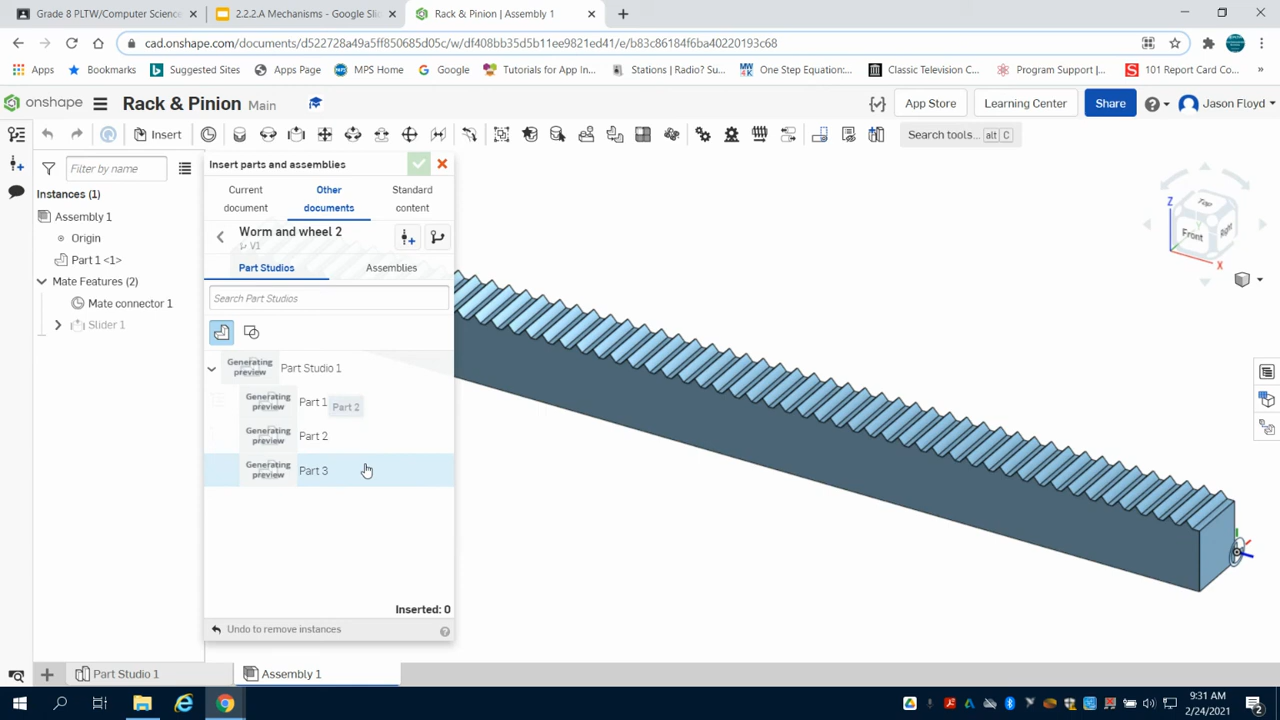 Grade 8 PLTW/Computer Science
2.2.2.A Mechanisms - Google Sli
Rack & Pinion | Assembly 1
cad.onshape.com/documents/d522728a49a5ff850685d05c/w/df408bb35d5b11ee9821ed41/e/b83c86184f6ba40220193c68
Apps
Bookmarks
Suggested Sites
Apps Page
MPS Home
Google
Tutorials for App In...
Stations | Radio? Su...
One Step Equation:...
Classic Television C...
Program Support |...
101 Report Card Co...
»
onshape
Rack & Pinion Main
App Store
Learning Center
Share
Jason Floyd
Insert
Search tools... alt C
Insert parts and assemblies
Filter by name
Current document
Other documents
Standard content
Instances (1)
Assembly 1
Origin
Part 1 <1>
Mate Features (2)
Mate connector 1
Slider 1
Worm and wheel 2
V1
Part Studios
Assemblies
Search Part Studios
Generating preview
Part Studio 1
Generating preview
Part 1
Part 2
Generating preview
Part 2
Generating preview
Part 3
Inserted: 0
Undo to remove instances
Z
Top
Front
Right
X
Part Studio 1
Assembly 1
9:31 AM
2/24/2021
2